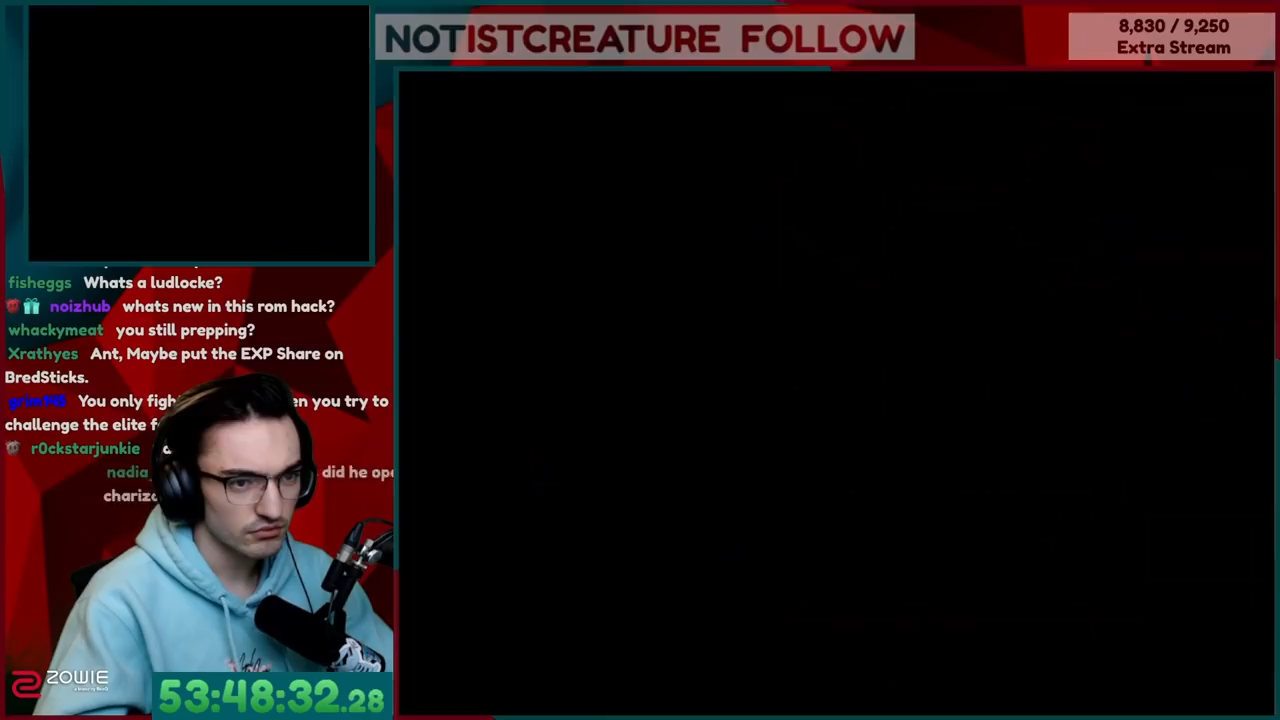 NOTISTCREATURE FOLLOW
8,830 / 9,250
Extra Stream
fisheggs Whats a ludlocke?
noizhub whats new in this rom hack?
whackymeat you still prepping?
Xrathyes Ant, Maybe put the EXP Share on
BredSticks.
grim145 You only en you try to
challenge the elite
r0ckstarjunkie
nadia did he
ZOWIE
53:48:32.28